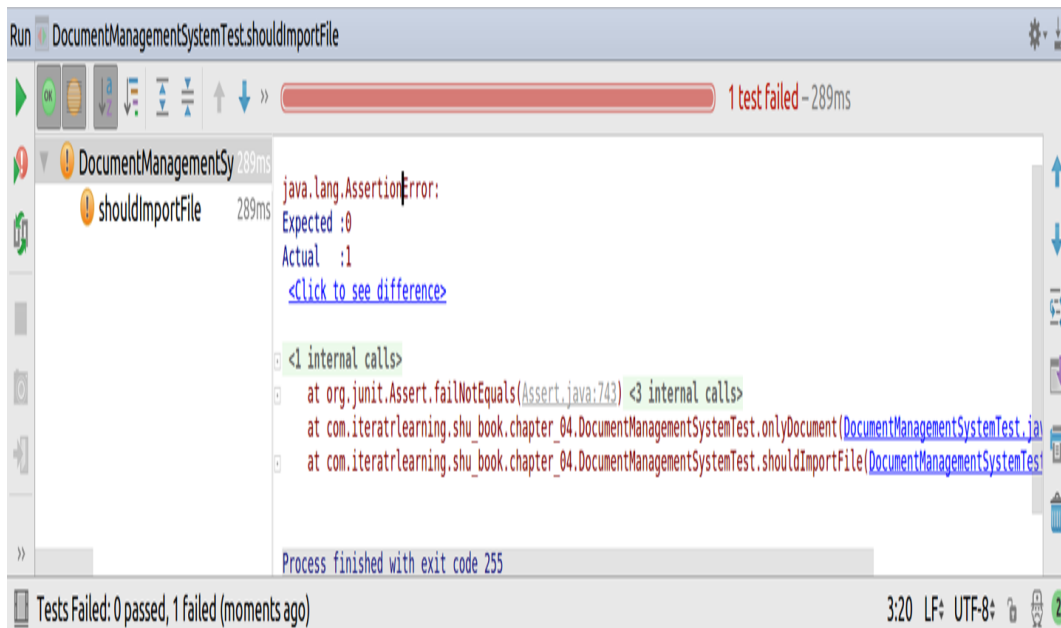 Run DocumentManagementSystemTest.shouldImportFile
OK a z » 1 test failed – 289ms
DocumentManagementSy 289ms
shouldImportFile 289ms
java.lang.AssertionError:
Expected :0
Actual :1
<Click to see difference>
<1 internal calls>
at org.junit.Assert.failNotEquals(Assert.java:743) <3 internal calls>
at com.iteratrlearning.shu_book.chapter_04.DocumentManagementSystemTest.onlyDocument(DocumentManagementSystemTest.jav
at com.iteratrlearning.shu_book.chapter_04.DocumentManagementSystemTest.shouldImportFile(DocumentManagementSystemTest
Process finished with exit code 255
»
Tests Failed: 0 passed, 1 failed (moments ago) 3:20 LF UTF-8 2